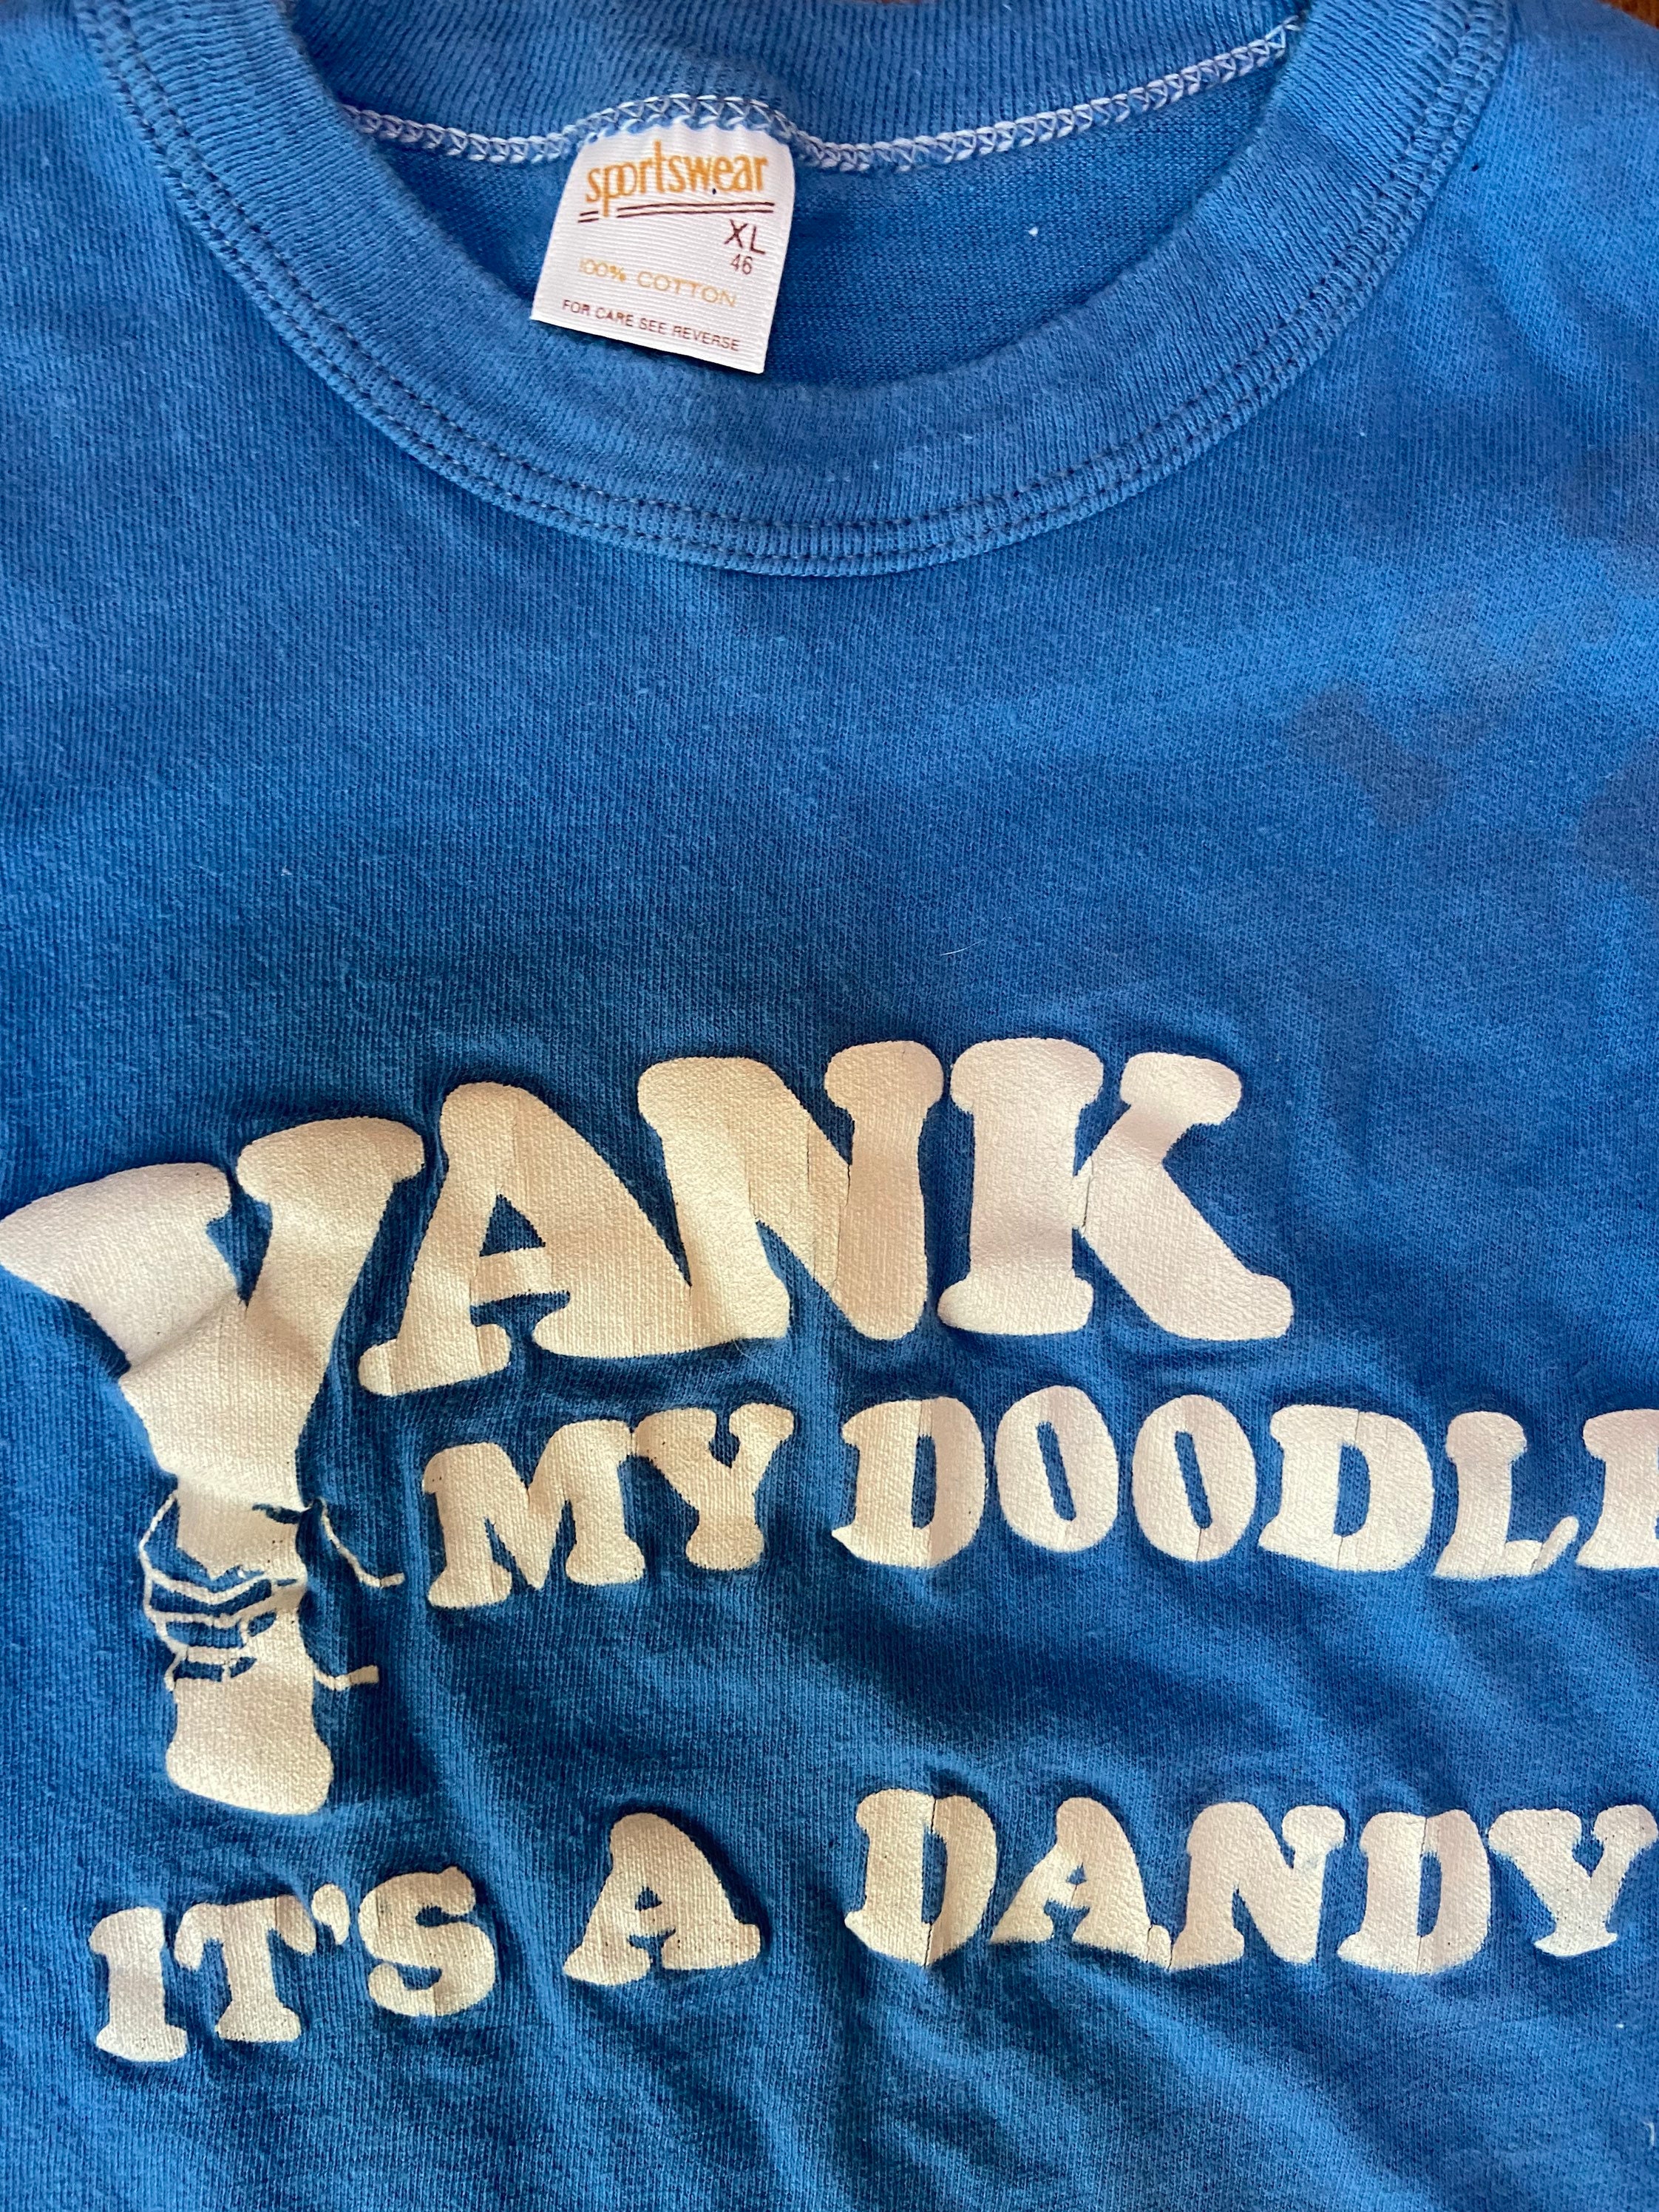 sportswear
XL
46
100% COTTON
FOR CARE SEE REVERSE
YANK
MY DOODLE
IT'S A DANDY